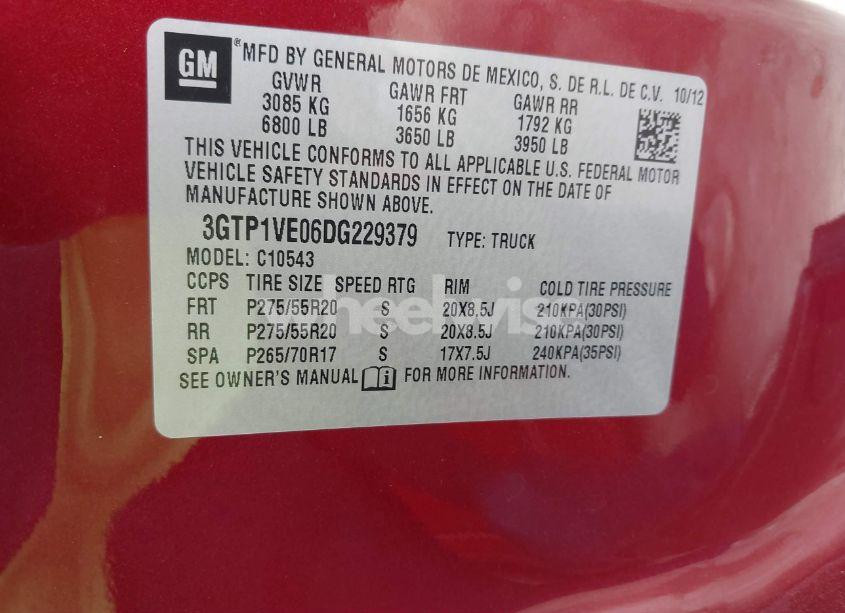 GM ® MFD BY GENERAL MOTORS DE MEXICO, S. DE R.L. DE C.V. 10/12
GVWR GAWR FRT GAWR RR
3085 KG 1656 KG 1792 KG
6800 LB 3650 LB 3950 LB
THIS VEHICLE CONFORMS TO ALL APPLICABLE U.S. FEDERAL MOTOR
VEHICLE SAFETY STANDARDS IN EFFECT ON THE DATE OF
MANUFACTURE SHOWN ABOVE.
3GTP1VE06DG229379 TYPE: TRUCK
MODEL: C10543
CCPS TIRE SIZE SPEED RTG RIM COLD TIRE PRESSURE
FRT P275/55R20 S 20X8.5J 210KPA(30PSI)
RR P275/55R20 S 20X8.5J 210KPA(30PSI)
SPA P265/70R17 S 17X7.5J 240KPA(35PSI)
SEE OWNER'S MANUAL i FOR MORE INFORMATION.